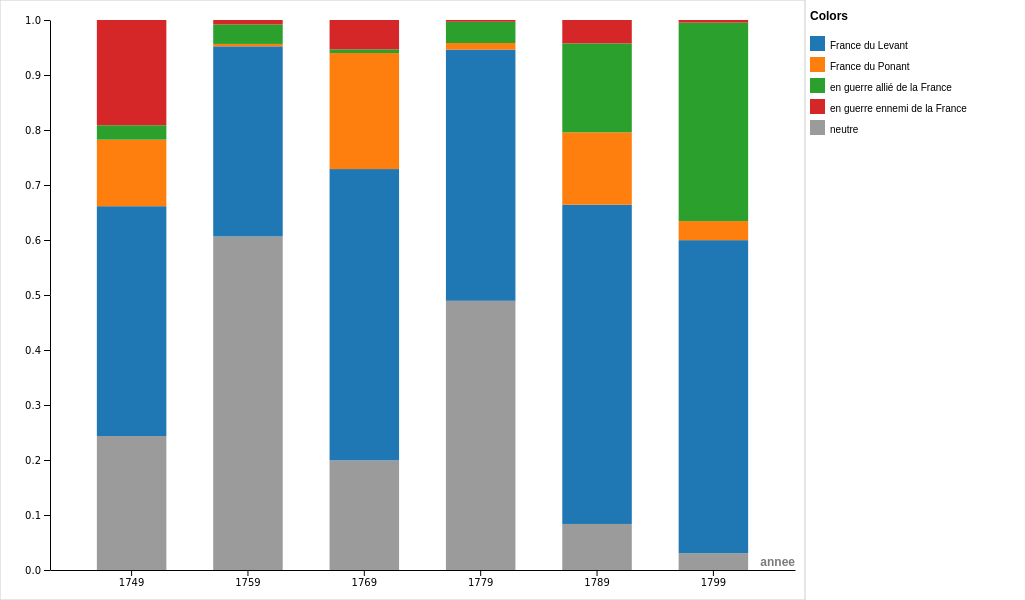 1.0
0.9
0.8
0.7
0.6
0.5
0.4
0.3
0.2
0.1
0.0
1749
1759
1769
1779
1789
1799
annee
Colors
France du Levant
France du Ponant
en guerre allié de la France
en guerre ennemi de la France
neutre